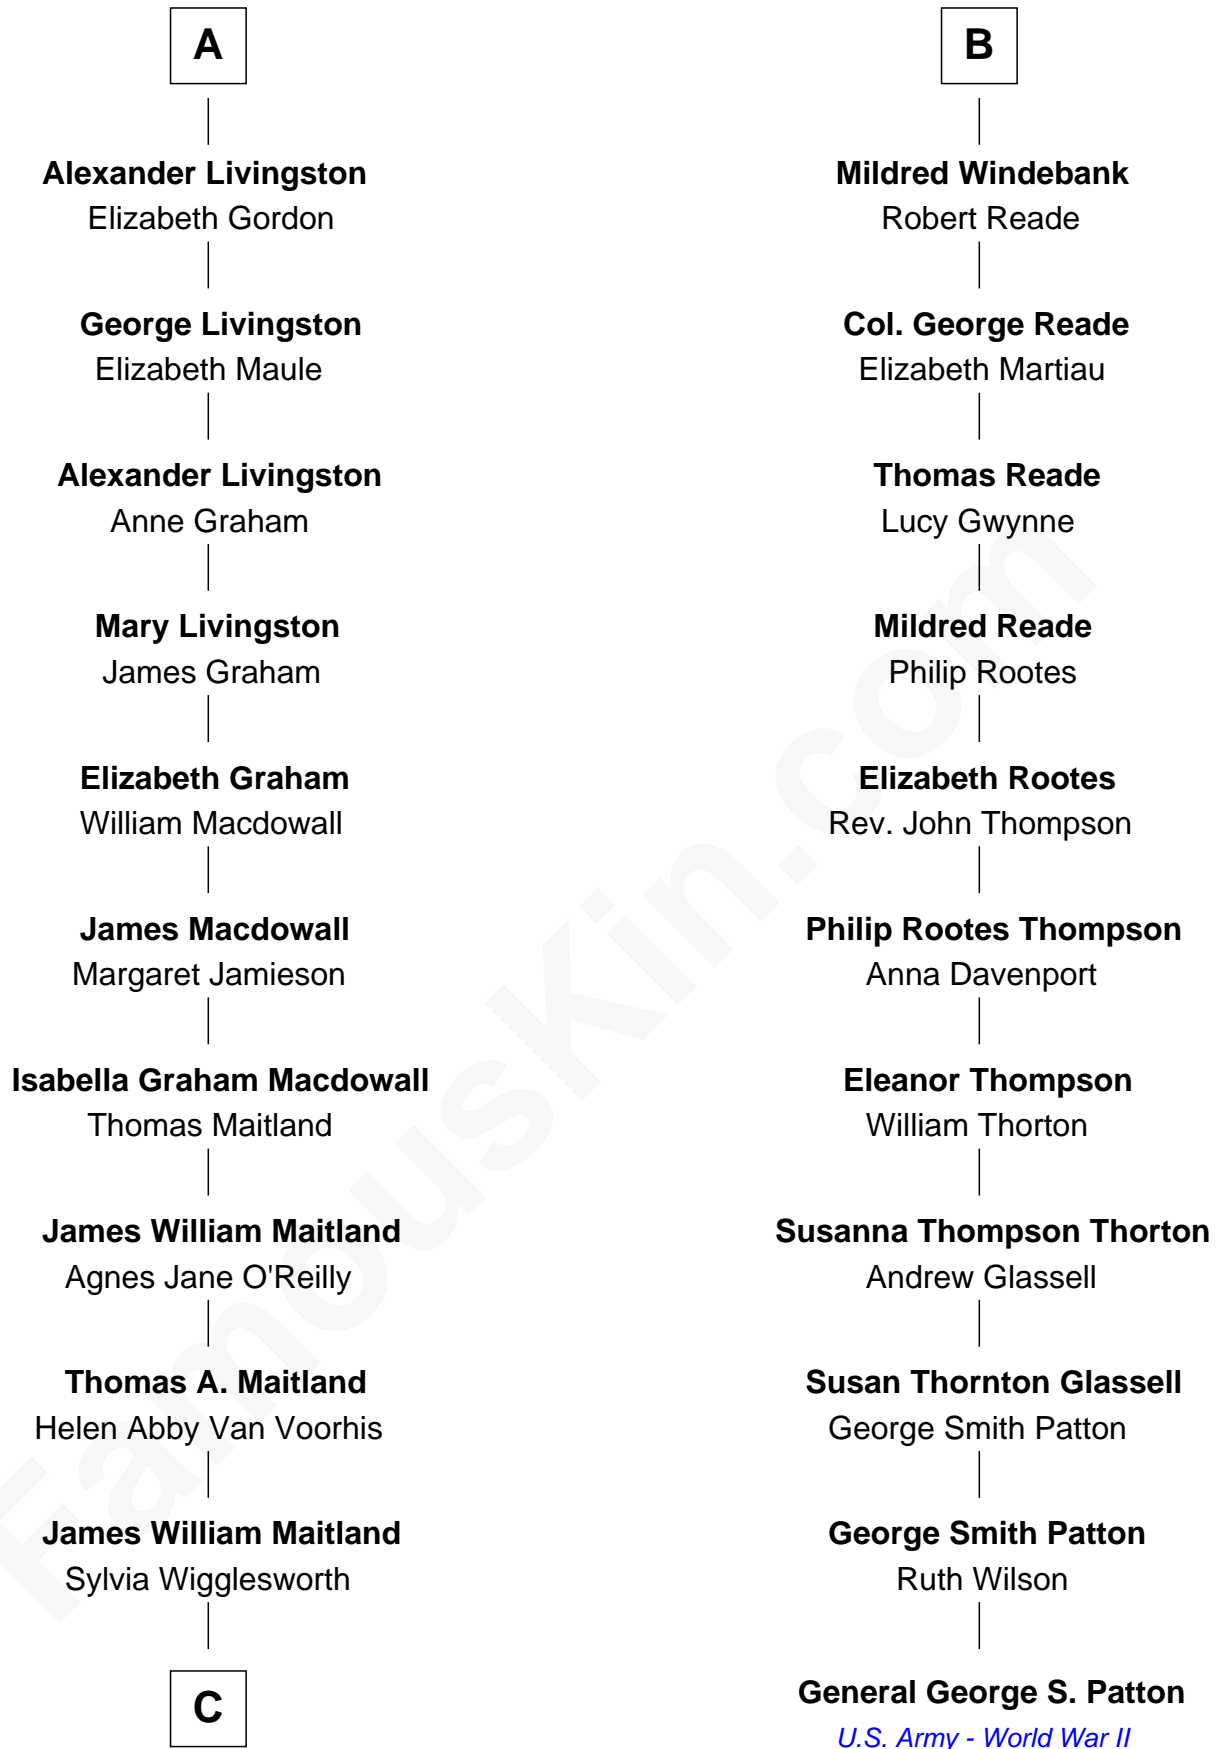 A
Alexander Livingston
Elizabeth Gordon
George Livingston
Elizabeth Maule
Alexander Livingston
Anne Graham
Mary Livingston
James Graham
Elizabeth Graham
William Macdowall
James Macdowall
Margaret Jamieson
Isabella Graham Macdowall
Thomas Maitland
James William Maitland
Agnes Jane O'Reilly
Thomas A. Maitland
Helen Abby Van Voorhis
James William Maitland
Sylvia Wigglesworth
C
B
Mildred Windebank
Robert Reade
Col. George Reade
Elizabeth Martiau
Thomas Reade
Lucy Gwynne
Mildred Reade
Philip Rootes
Elizabeth Rootes
Rev. John Thompson
Philip Rootes Thompson
Anna Davenport
Eleanor Thompson
William Thorton
Susanna Thompson Thorton
Andrew Glassell
Susan Thornton Glassell
George Smith Patton
George Smith Patton
Ruth Wilson
General George S. Patton
U.S. Army - World War II
FamousKin.com